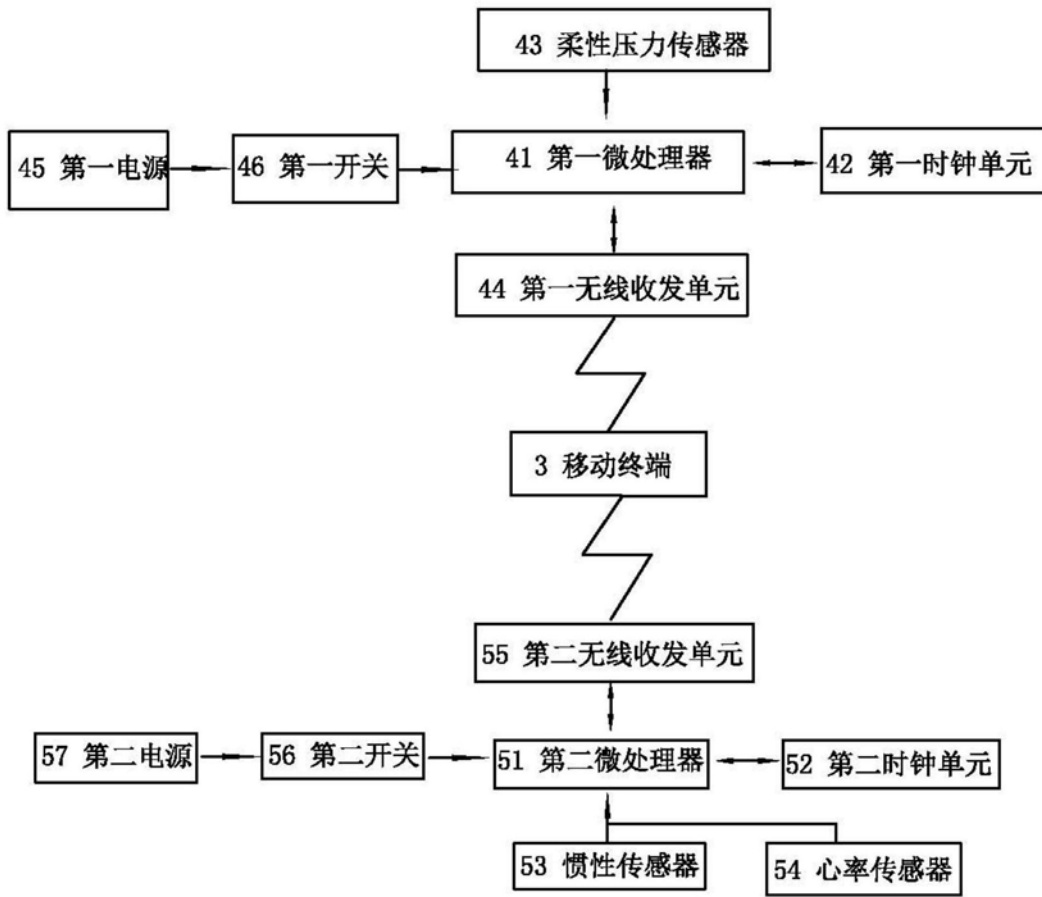 43 柔性压力传感器
45 第一电源
46 第一开关
41 第一微处理器
42 第一时钟单元
44 第一无线收发单元
3 移动终端
55 第二无线收发单元
57 第二电源
56 第二开关
51 第二微处理器
52 第二时钟单元
53 惯性传感器
54 心率传感器